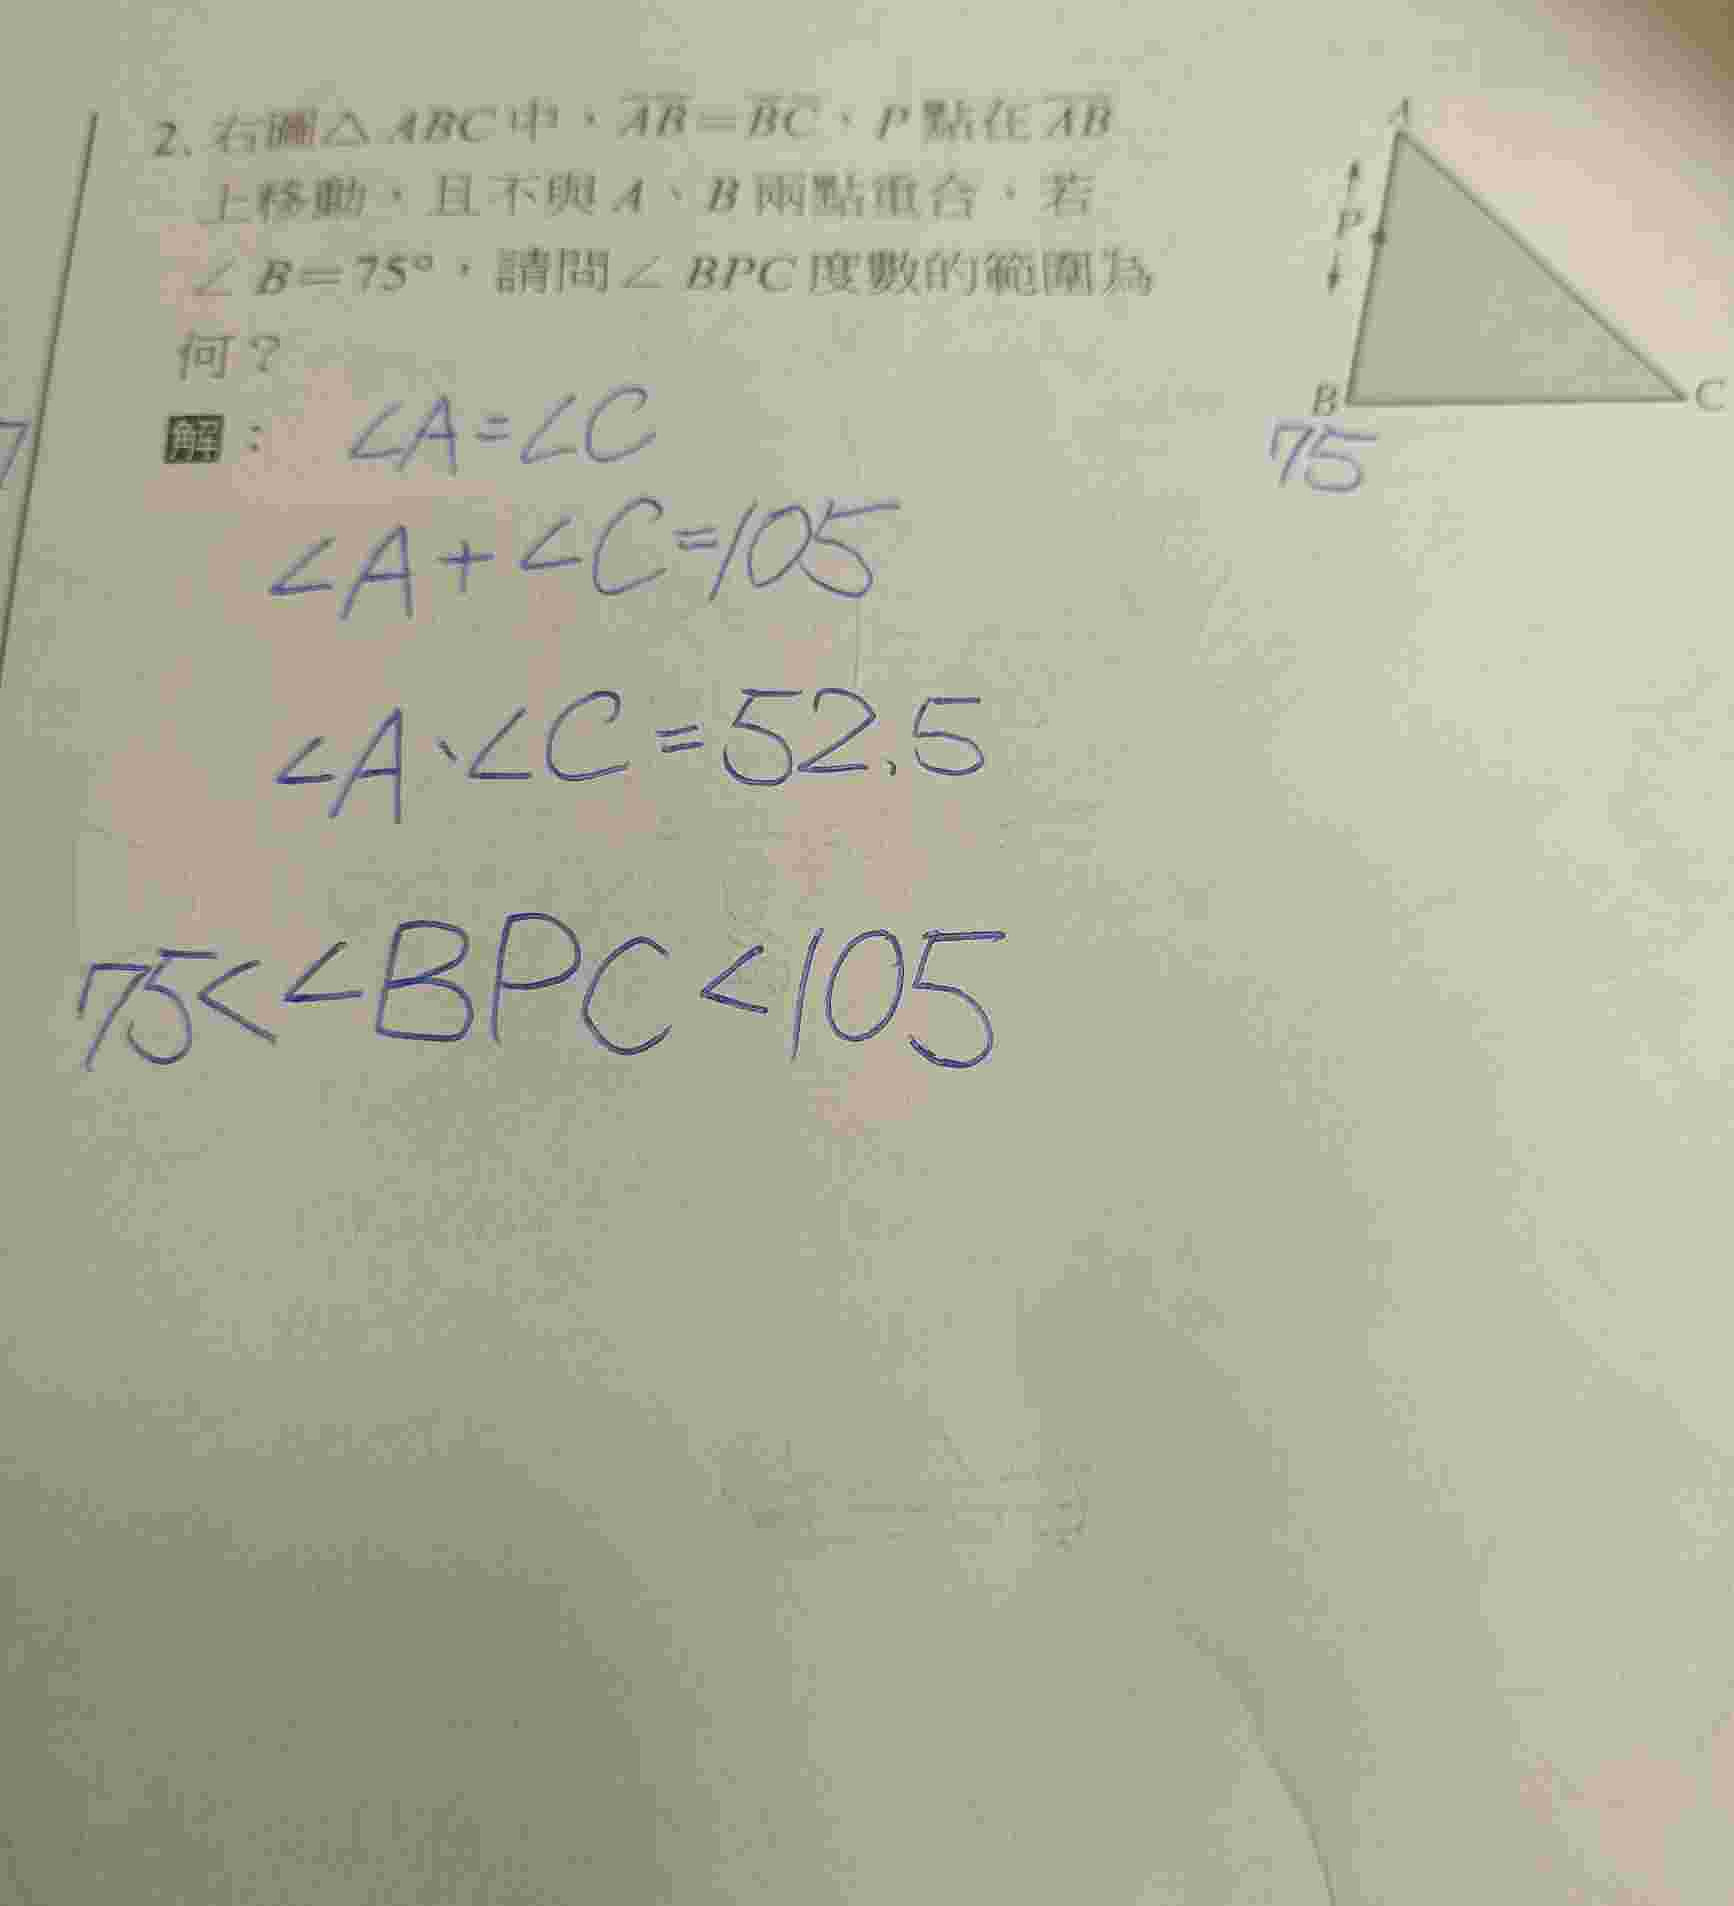 2. 右圖△ABC中，AB=BC，P點在AB
上移動，且不與A、B兩點重合，若
∠B=75°，請問∠BPC度數的範圍為
何？
A
P
B
C
75
解：∠A=∠C
∠A+∠C=105
∠A、∠C=52.5
75<∠BPC<105
7